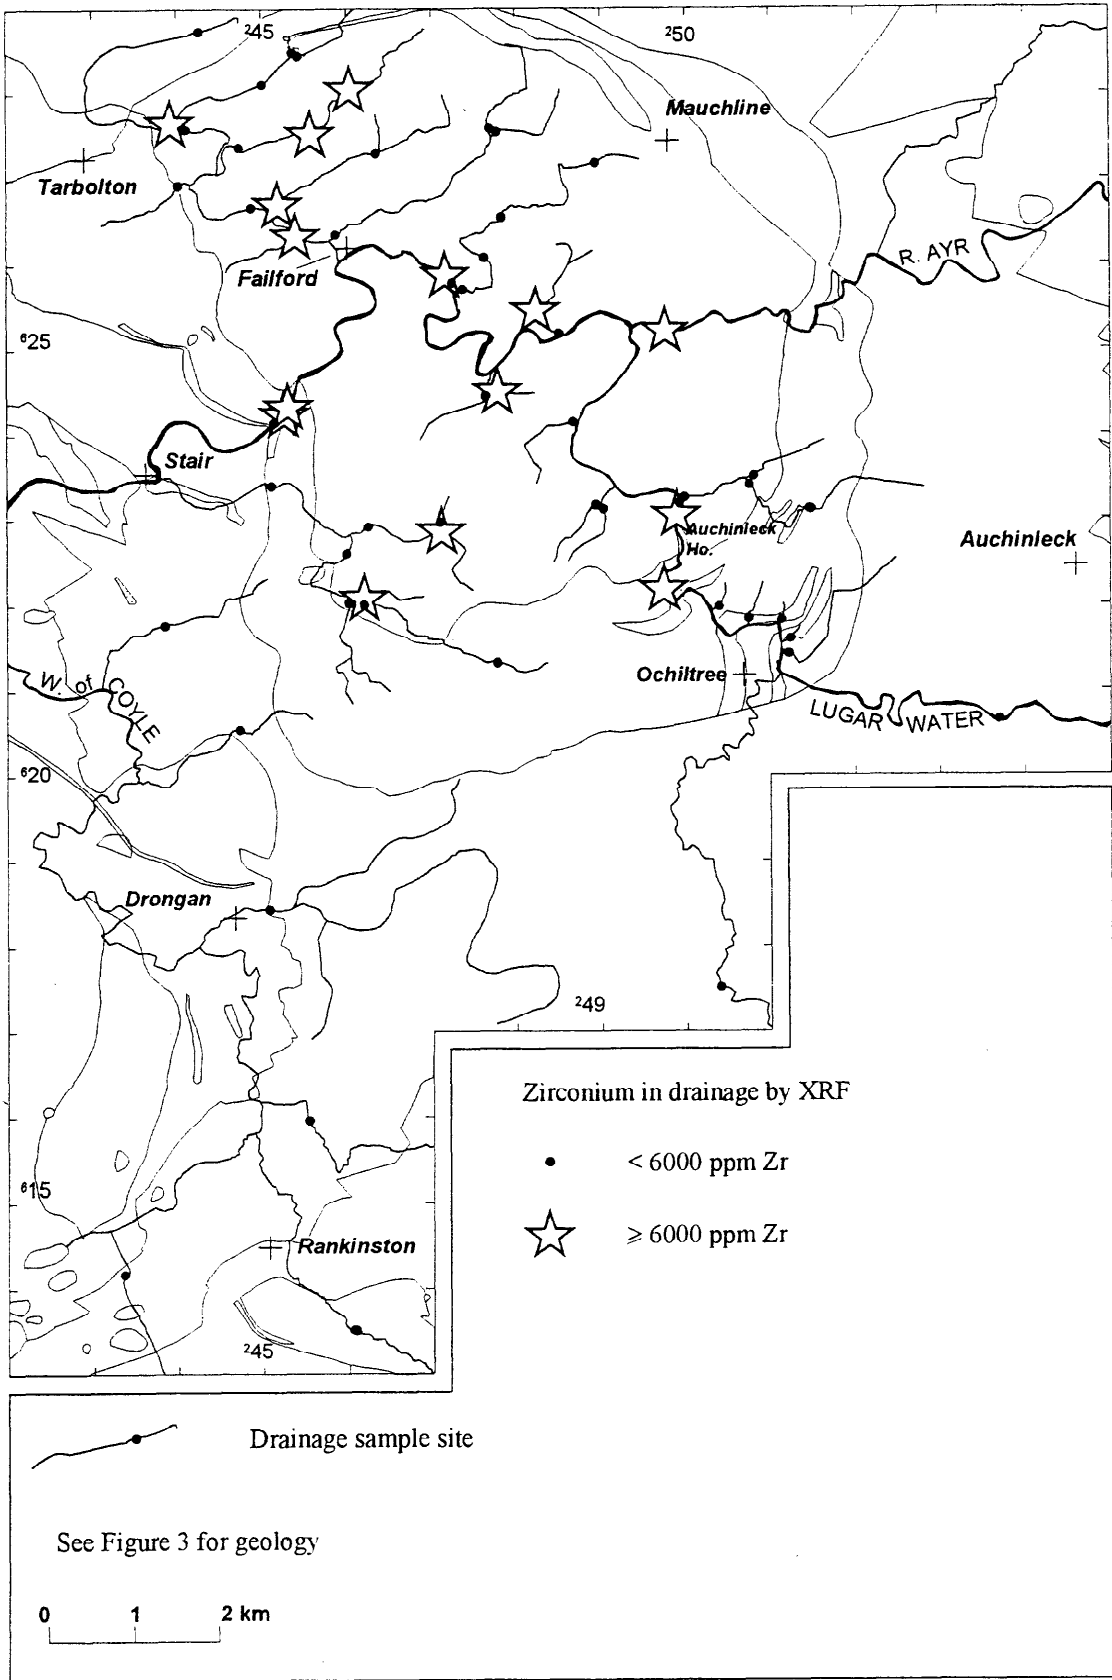 ²45
²50
Mauchline
Tarbolton
Failford
R. AYR
⁶25
Stair
Auchinleck
Ho.
Auchinleck
W. of COYLE
Ochiltree
LUGAR WATER
⁶20
Drongan
²49
Zirconium in drainage by XRF
< 6000 ppm Zr
⁶15
⩾ 6000 ppm Zr
Rankinston
²45
Drainage sample site
See Figure 3 for geology
0 1 2 km